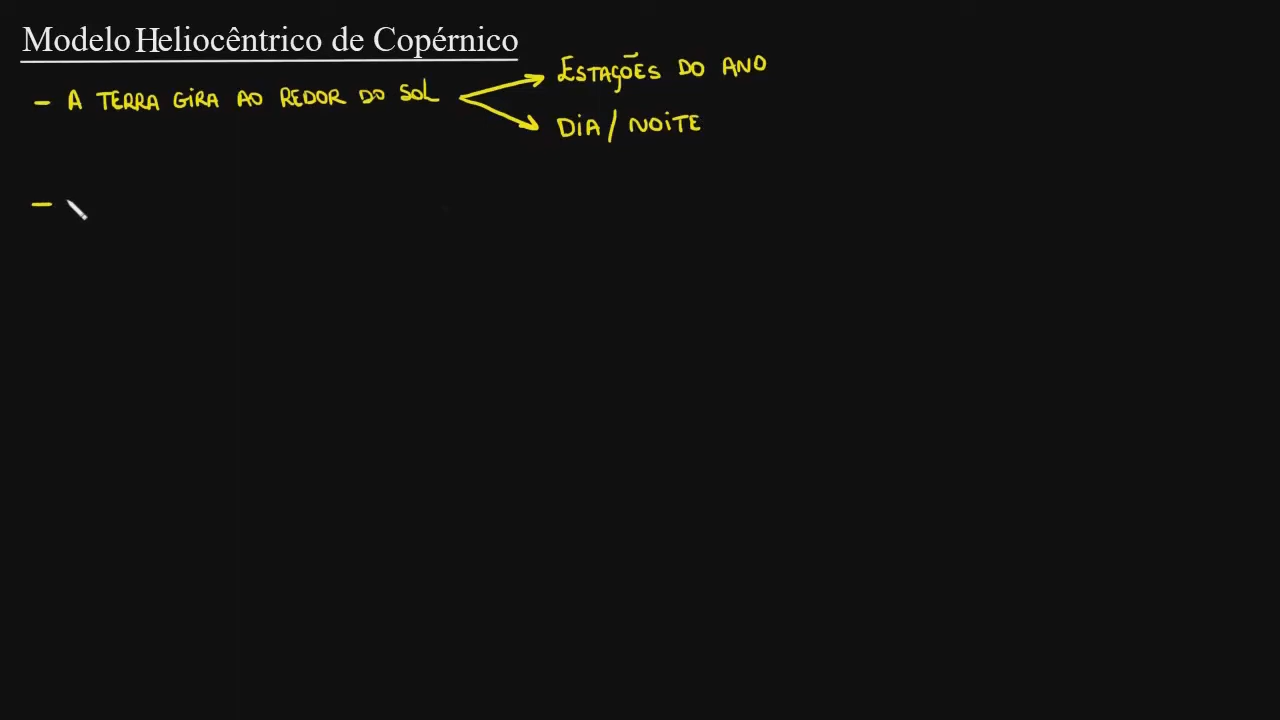 Modelo Heliocêntrico de Copérnico
- A TERRA GIRA AO REDOR DO SOL
ESTAÇÕES DO ANO
DIA / NOITE
-